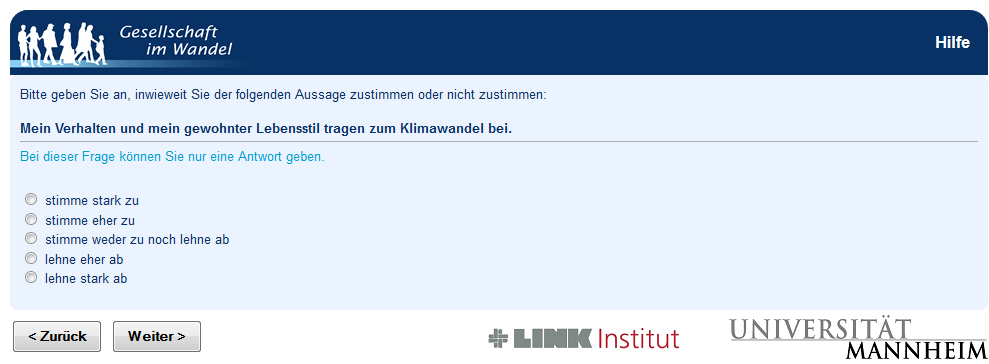 Gesellschaft
im Wandel
Hilfe
Bitte geben Sie an, inwieweit Sie der folgenden Aussage zustimmen oder nicht zustimmen:
Mein Verhalten und mein gewohnter Lebensstil tragen zum Klimawandel bei.
Bei dieser Frage können Sie nur eine Antwort geben.
stimme stark zu
stimme eher zu
stimme weder zu noch lehne ab
lehne eher ab
lehne stark ab
< Zurück
Weiter >
LINK Institut
UNIVERSITÄT
MANNHEIM